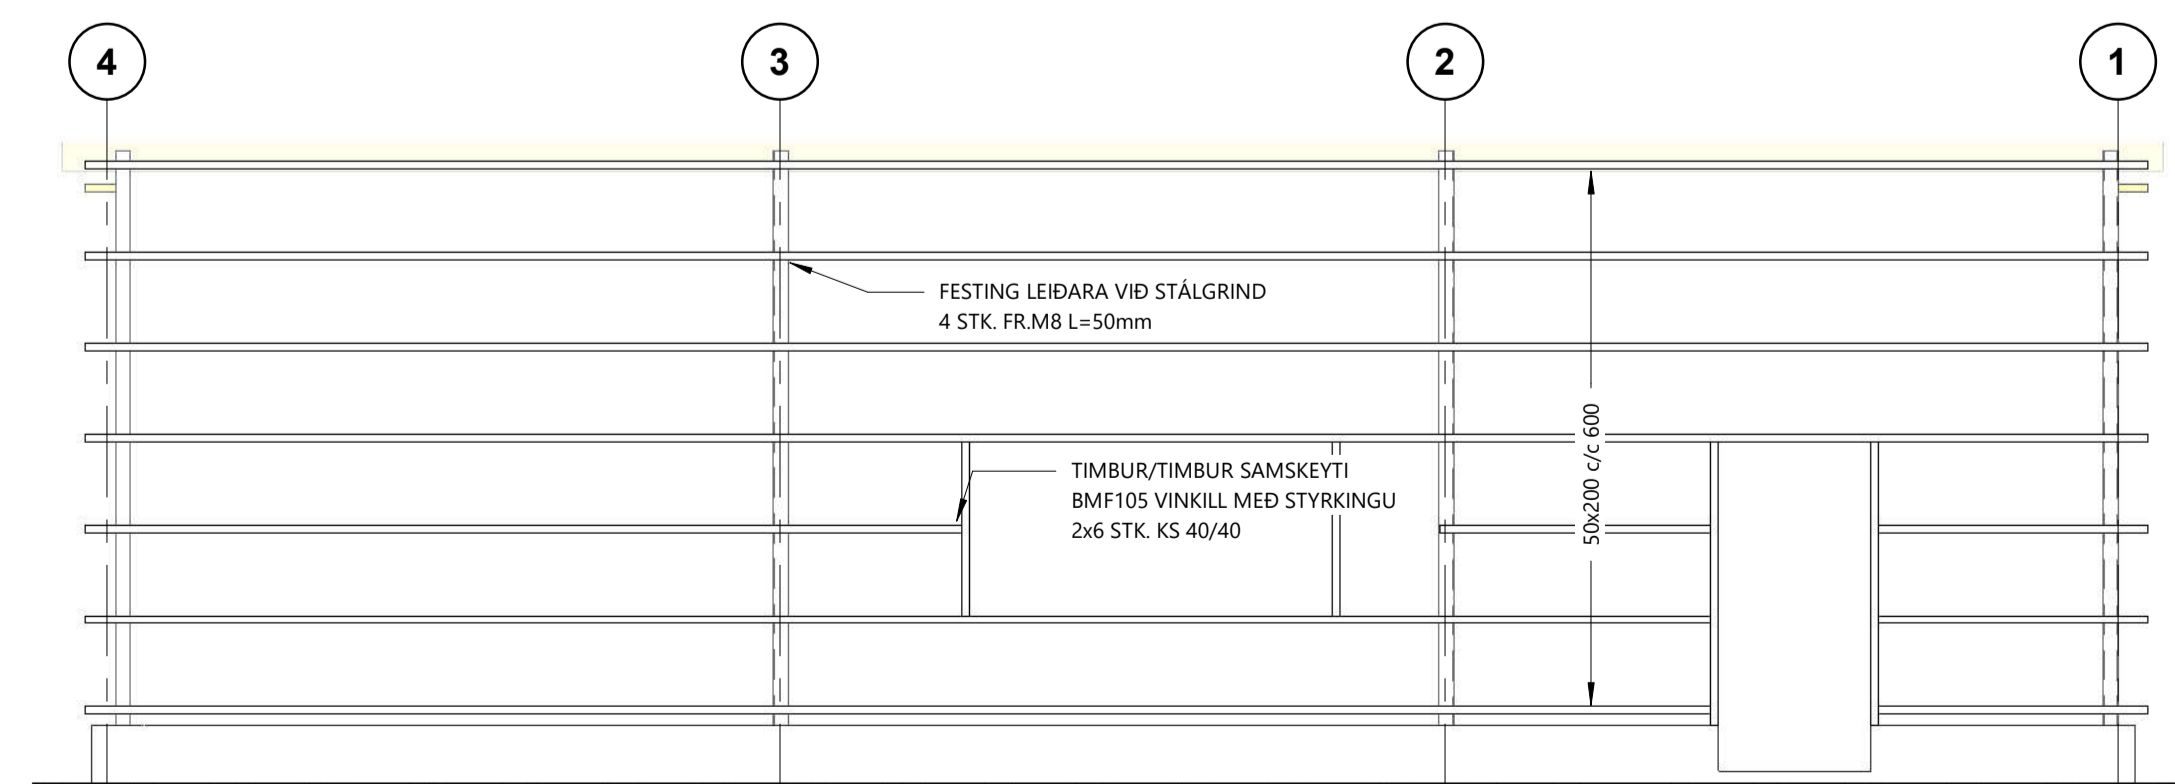 4
3
2
1
FESTING LEIÐARA VIÐ STÁLGRIND
4 STK. FR.M8 L=50mm
TIMBUR/TIMBUR SAMSKEYTI
BMF105 VINKILL MEÐ STYRKINGU
2x6 STK. KS 40/40
50x200 c/c 600